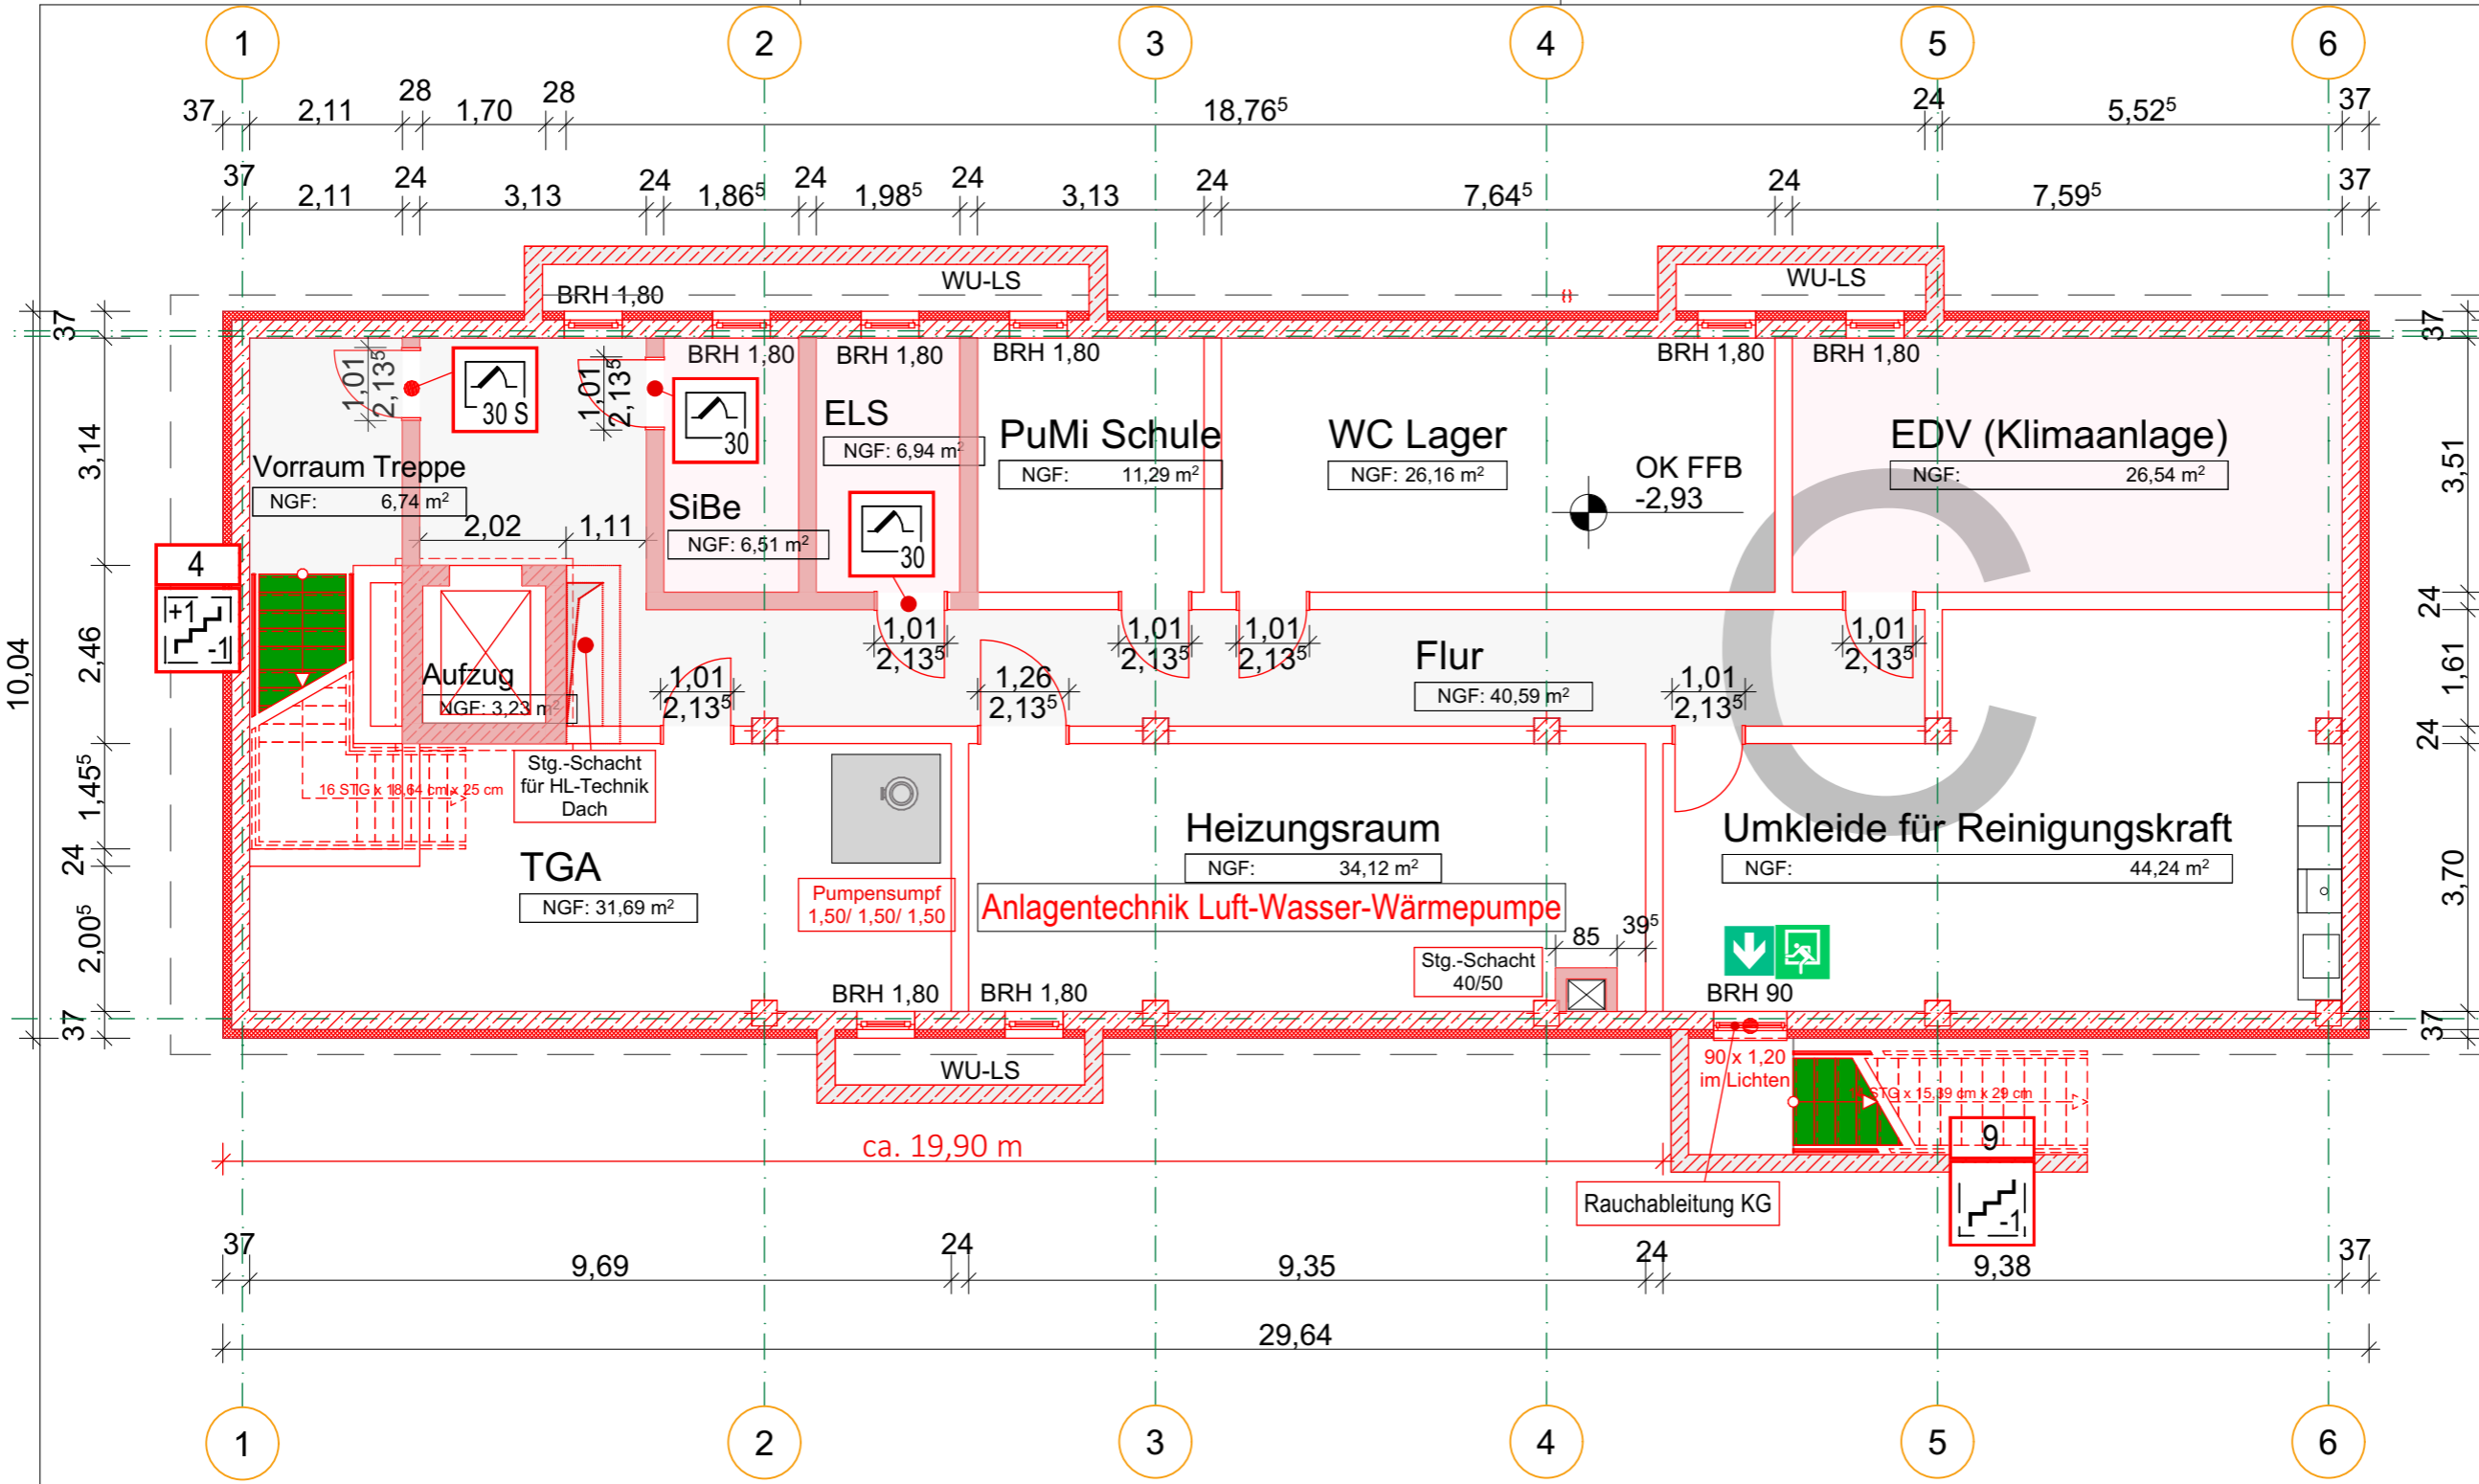 1 2 3 4 5 6
37 2,11 28 1,70 28 18,76⁵ 24 5,52⁵ 37
37 2,11 24 3,13 24 1,86⁵ 24 1,98⁵ 24 3,13 24 7,64⁵ 24 7,59⁵ 37
WU-LS WU-LS
BRH 1,80
BRH 1,80 BRH 1,80 BRH 1,80 BRH 1,80 BRH 1,80
1,01
2,13⁵
30 S
1,01
2,13⁵
30
ELS
NGF: 6,94 m²
PuMi Schule
NGF: 11,29 m²
WC Lager
NGF: 26,16 m²
OK FFB
-2,93
EDV (Klimaanlage)
NGF: 26,54 m²
C
Vorraum Treppe
NGF: 6,74 m²
SiBe
NGF: 6,51 m²
2,02 1,11
30
4
+1
-1
Aufzug
NGF: 3,23 m²
1,01
2,13⁵
1,01
2,13⁵
1,26
2,13⁵
1,01
2,13⁵
1,01
2,13⁵
Flur
NGF: 40,59 m²
1,01
2,13⁵
1,01
2,13⁵
Stg.-Schacht
für HL-Technik
Dach
16 STG x 18,64 cm x 25 cm
TGA
NGF: 31,69 m²
Pumpensumpf
1,50/ 1,50/ 1,50
Heizungsraum
NGF: 34,12 m²
Anlagentechnik Luft-Wasser-Wärmepumpe
Umkleide für Reinigungskraft
NGF: 44,24 m²
85 39⁵
Stg.-Schacht
40/50
BRH 1,80 BRH 1,80 BRH 90
WU-LS
90 x 1,20
im Lichten
STG x 15,39 cm x 29 cm
9
-1
Rauchableitung KG
ca. 19,90 m
37 9,69 24 9,35 24 9,38 37
29,64
10,04
37
3,14
2,46
1,45⁵
24
2,00⁵
37
37
3,51
24
1,61
24
3,70
37
1 2 3 4 5 6